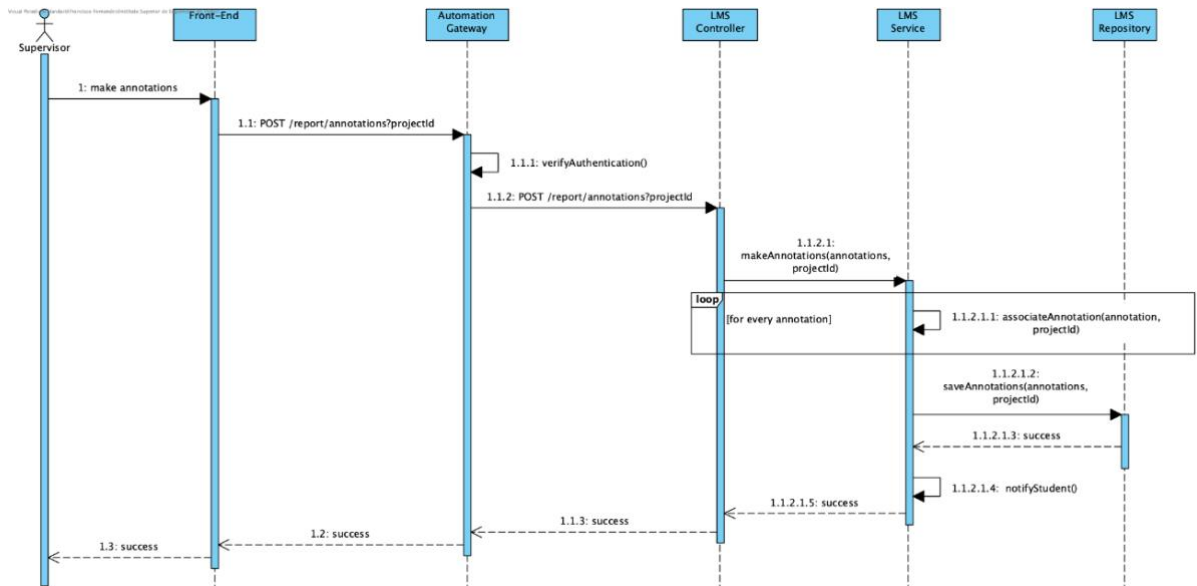 Supervisor
Front-End
Automation
Gateway
LMS
Controller
LMS
Service
LMS
Repository
1: make annotations
1.1: POST /report/annotations?projectId
1.1.1: verifyAuthentication()
1.1.2: POST /report/annotations?projectId
1.1.2.1:
makeAnnotations(annotations,
projectId)
loop
[for every annotation]
1.1.2.1.1: associateAnnotation(annotation,
projectId)
1.1.2.1.2:
saveAnnotations(annotations,
projectId)
1.1.2.1.3: success
1.1.2.1.4: notifyStudent()
1.1.2.1.5: success
1.1.3: success
1.2: success
1.3: success